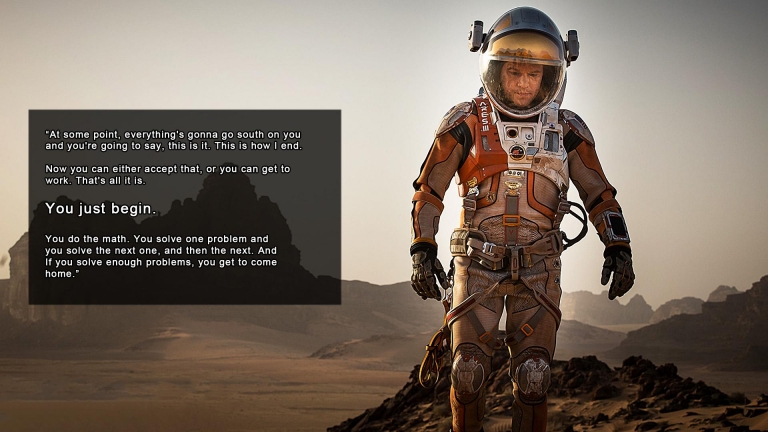 "At some point, everything's gonna go south on you
and you're going to say, this is it. This is how I end.
Now you can either accept that, or you can get to
work. That's all it is.
You just begin.
You do the math. You solve one problem and
you solve the next one, and then the next. And
If you solve enough problems, you get to come
home."
ARES III